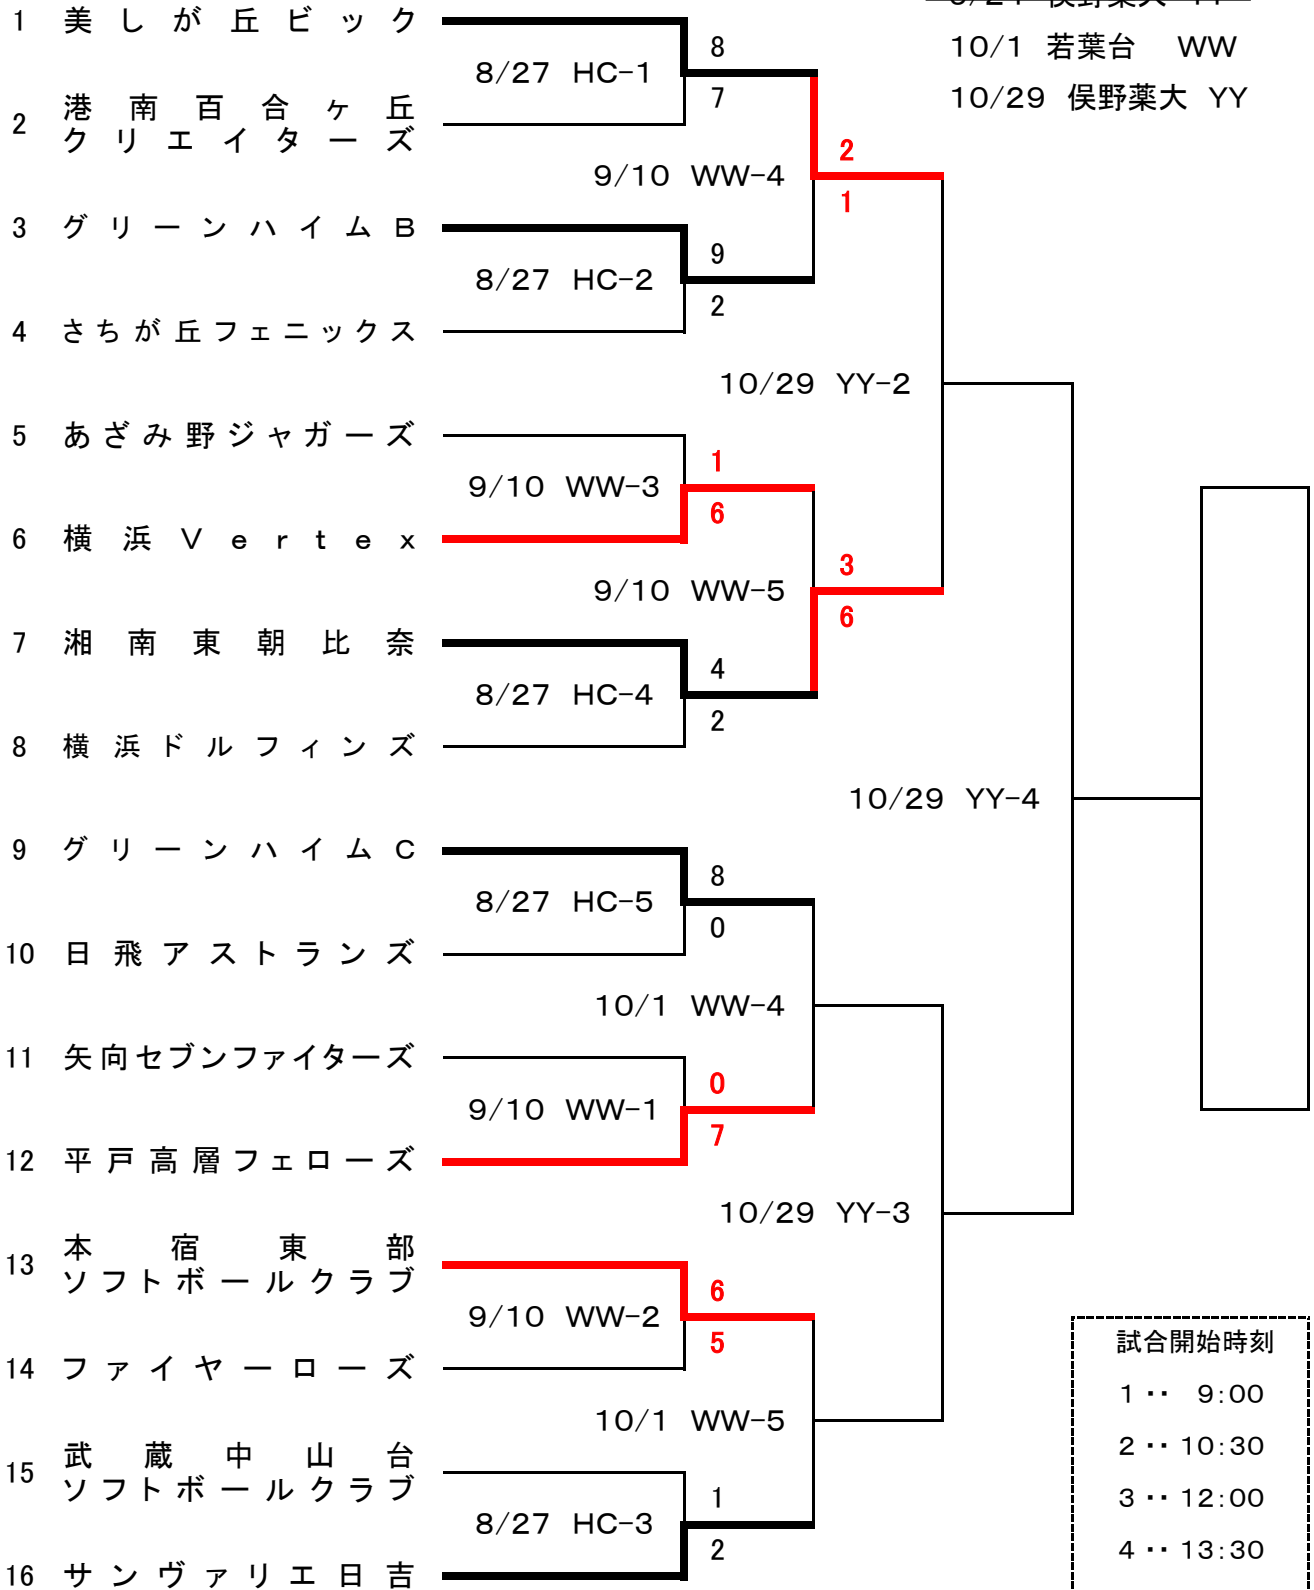 1 美しが丘ビック
8/27 HC-1
8
7
2 港南百合ヶ丘
クリエイターズ
9/10 WW-4
2
1
3 グリーンハイムB
8/27 HC-2
9
2
4 さちが丘フェニックス
10/29 YY-2
5 あざみ野ジャガーズ
9/10 WW-3
1
6
6 横浜Vertex
9/10 WW-5
3
6
7 湘南東朝比奈
8/27 HC-4
4
2
8 横浜ドルフィンズ
10/29 YY-4
9 グリーンハイムC
8/27 HC-5
8
0
10 日飛アストランズ
10/1 WW-4
11 矢向セブンファイターズ
9/10 WW-1
0
7
12 平戸高層フェローズ
10/29 YY-3
13 本宿東部
ソフトボールクラブ
9/10 WW-2
6
5
14 ファイヤーローズ
10/1 WW-5
15 武蔵中山台
ソフトボールクラブ
8/27 HC-3
1
2
16 サンヴァリエ日吉
10/1 若葉台 WW
10/29 俣野薬大 YY
試合開始時刻
1 ‥ 9:00
2 ‥ 10:30
3 ‥ 12:00
4 ‥ 13:30